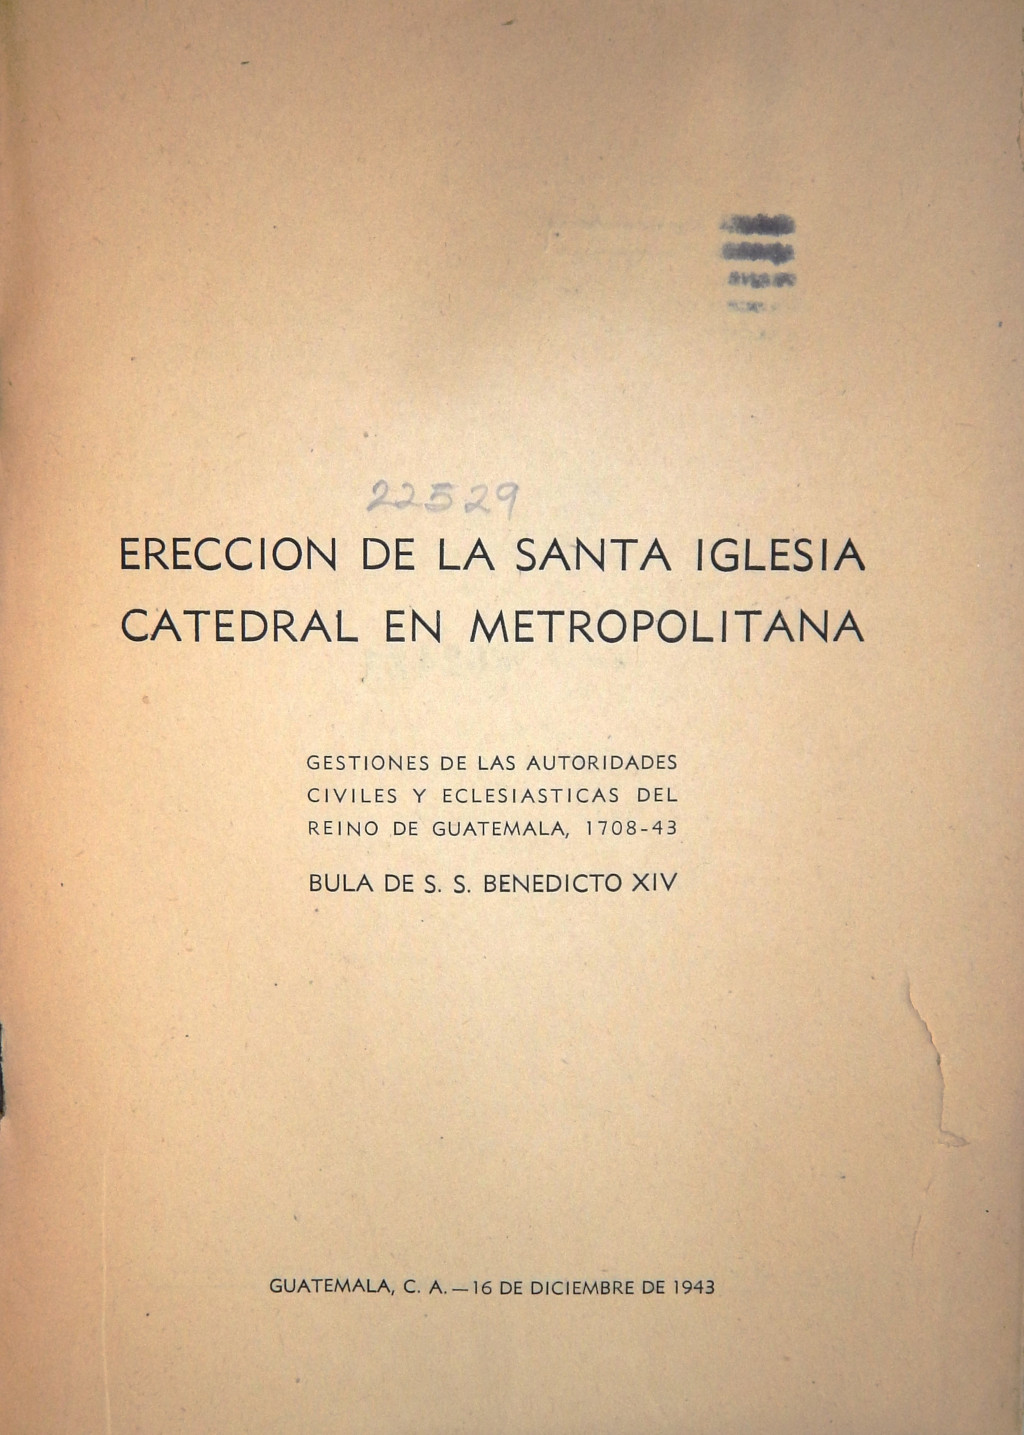 22529
ERECCION DE LA SANTA IGLESIA
CATEDRAL EN METROPOLITANA
GESTIONES DE LAS AUTORIDADES
CIVILES Y ECLESIASTICAS DEL
REINO DE GUATEMALA, 1708-43
BULA DE S. S. BENEDICTO XIV
GUATEMALA, C. A.—16 DE DICIEMBRE DE 1943